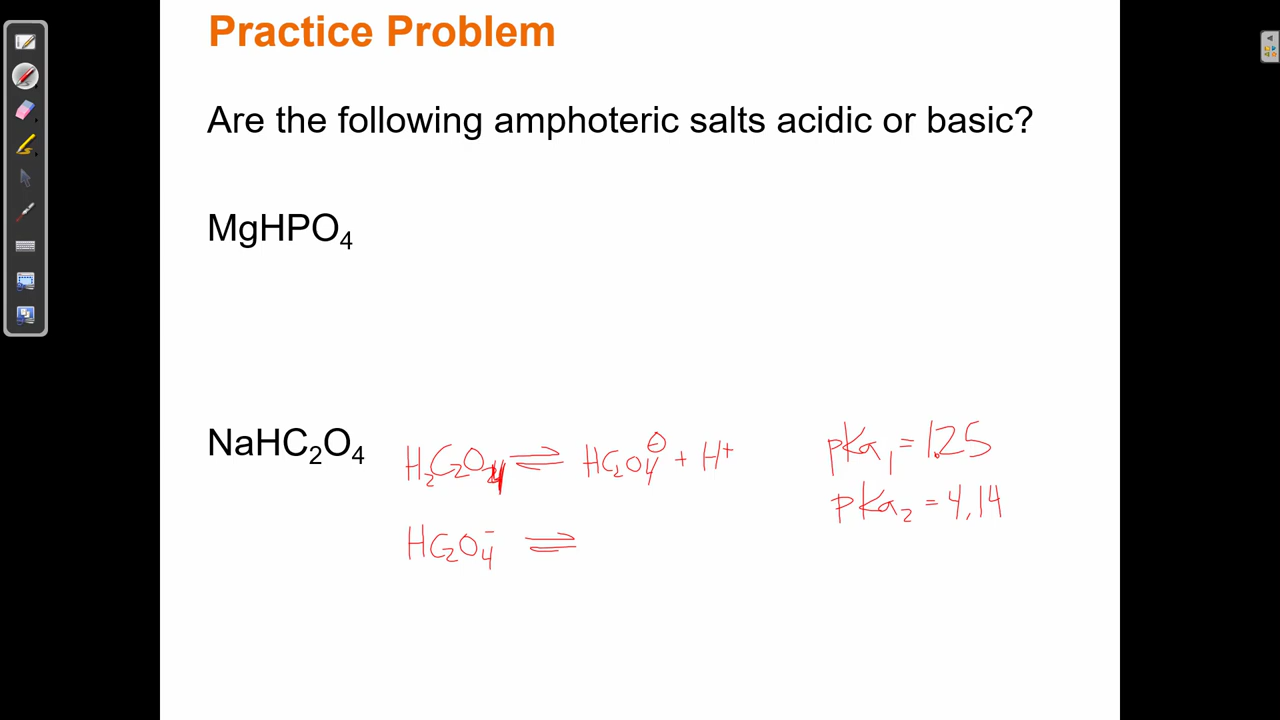 Practice Problem
Are the following amphoteric salts acidic or basic?
MgHPO₄
NaHC₂O₄ H₂C₂O₄ ⇌ HC₂O₄⊖ + H⁺ pKa₁ = 1.25
pKa₂ = 4.14
HC₂O₄⁻ ⇌